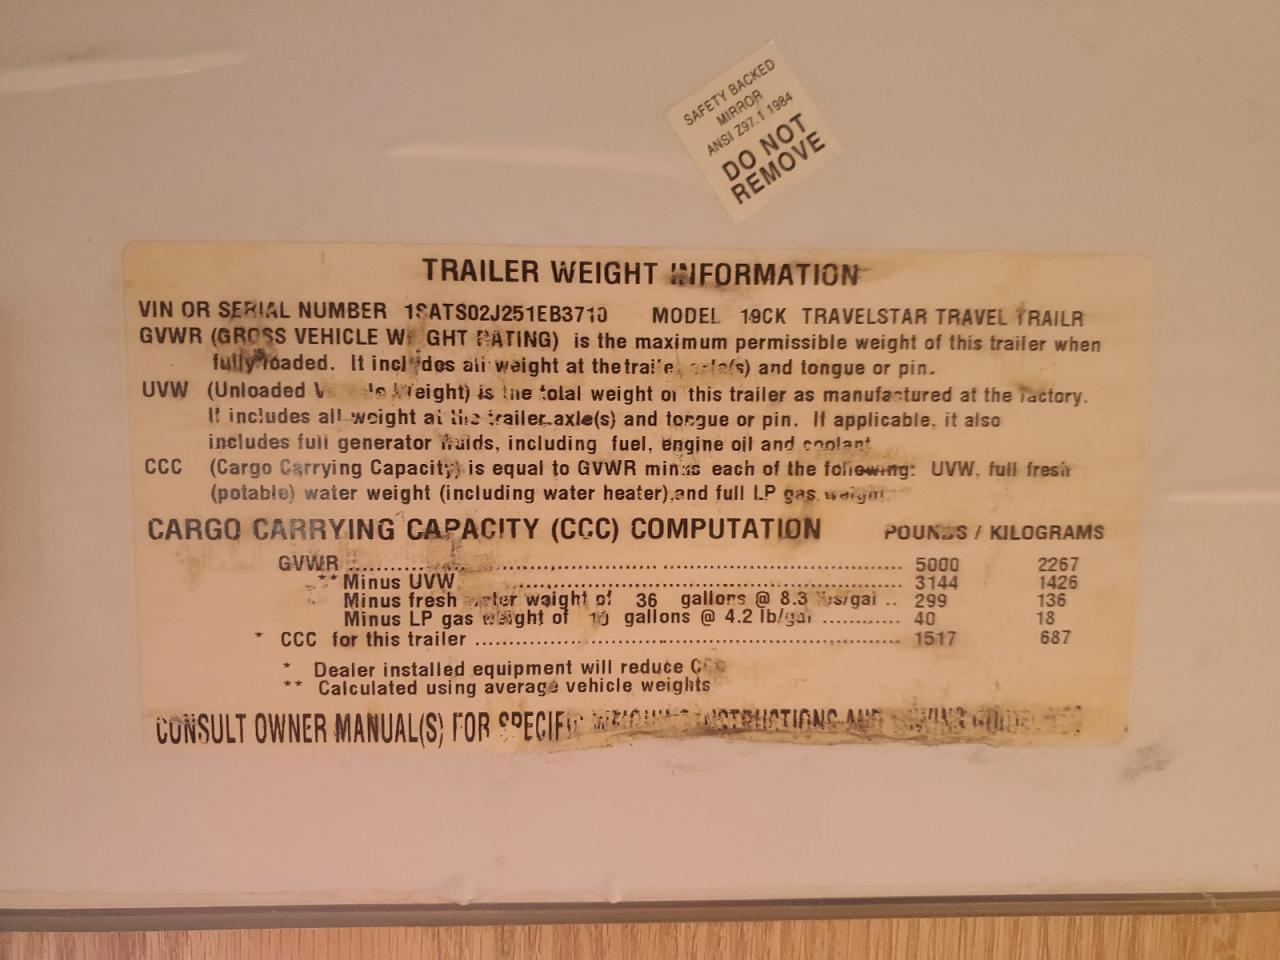 SAFETY BACKED
MIRROR
ANSI Z97.1 1984
DO NOT
REMOVE
TRAILER WEIGHT INFORMATION
VIN OR SERIAL NUMBER 1SATS02J251EB3710 MODEL 19CK TRAVELSTAR TRAVEL TRAILR
GVWR (GROSS VEHICLE WEIGHT RATING) is the maximum permissible weight of this trailer when
fully loaded. It includes all weight at the trailer axle(s) and tongue or pin.
UVW (Unloaded Vehicle Weight) is the total weight of this trailer as manufactured at the factory.
It includes all weight at the trailer axle(s) and tongue or pin. If applicable, it also
includes full generator fluids, including fuel, engine oil and coolant
CCC (Cargo Carrying Capacity) is equal to GVWR minus each of the following: UVW, full fresh
(potable) water weight (including water heater),and full LP gas weight
CARGO CARRYING CAPACITY (CCC) COMPUTATION POUNDS / KILOGRAMS
GVWR ........ 5000 2267
** Minus UVW ........ 3144 1426
Minus fresh water weight of 36 gallons @ 8.3 lbs/gal .. 299 136
Minus LP gas weight of 10 gallons @ 4.2 lb/gal ............ 40 18
* CCC for this trailer ........ 1517 687
* Dealer installed equipment will reduce CCC
** Calculated using average vehicle weights
CONSULT OWNER MANUAL(S) FOR SPECIFIC WEIGHING INSTRUCTIONS AND